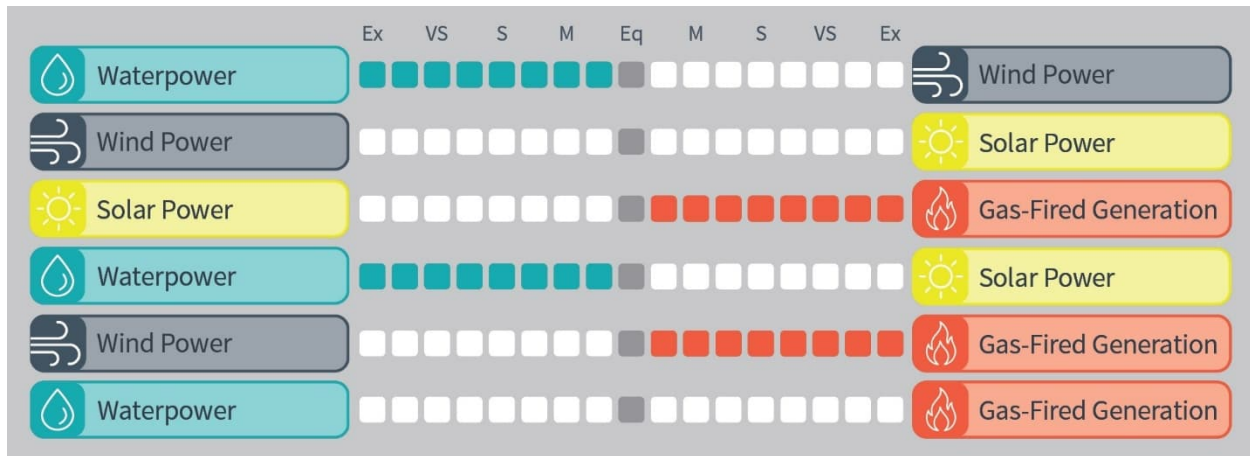 Ex VS S M Eq M S VS Ex
Waterpower Wind Power
Wind Power Solar Power
Solar Power Gas-Fired Generation
Waterpower Solar Power
Wind Power Gas-Fired Generation
Waterpower Gas-Fired Generation